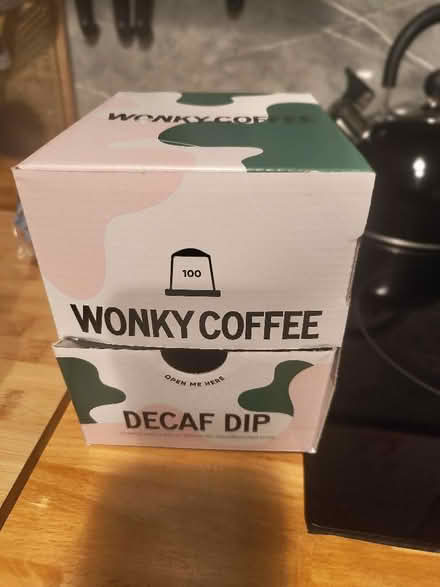 WONKY COFFEE
100
WONKY COFFEE
OPEN ME HERE
DECAF DIP